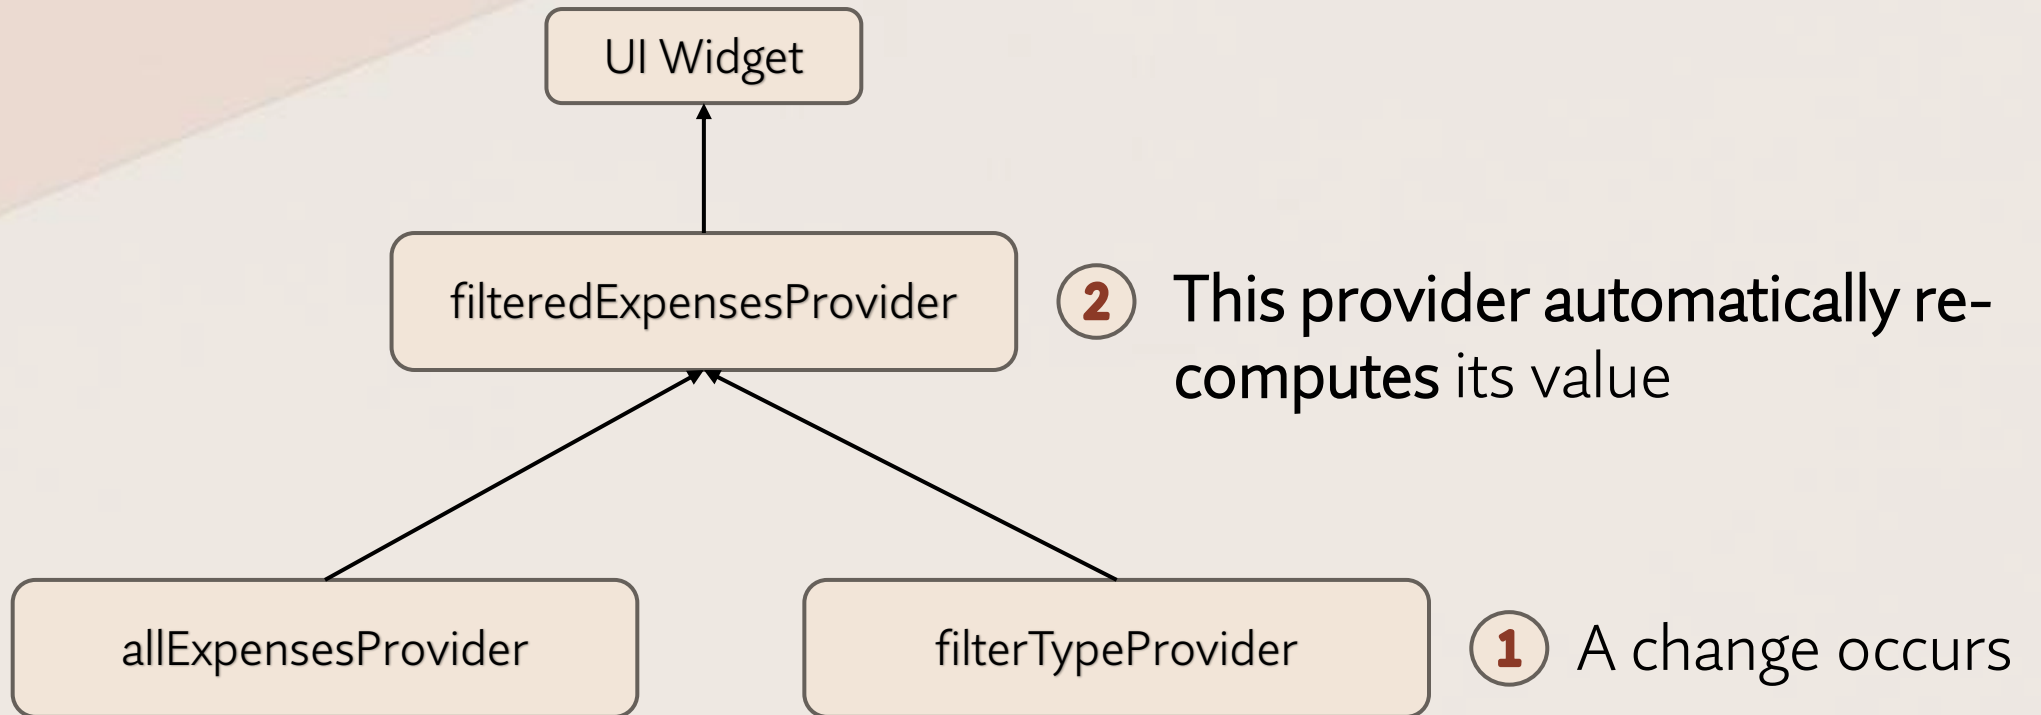 UI Widget
filteredExpensesProvider
2
This provider automatically re-
computes its value
allExpensesProvider
filterTypeProvider
1
A change occurs